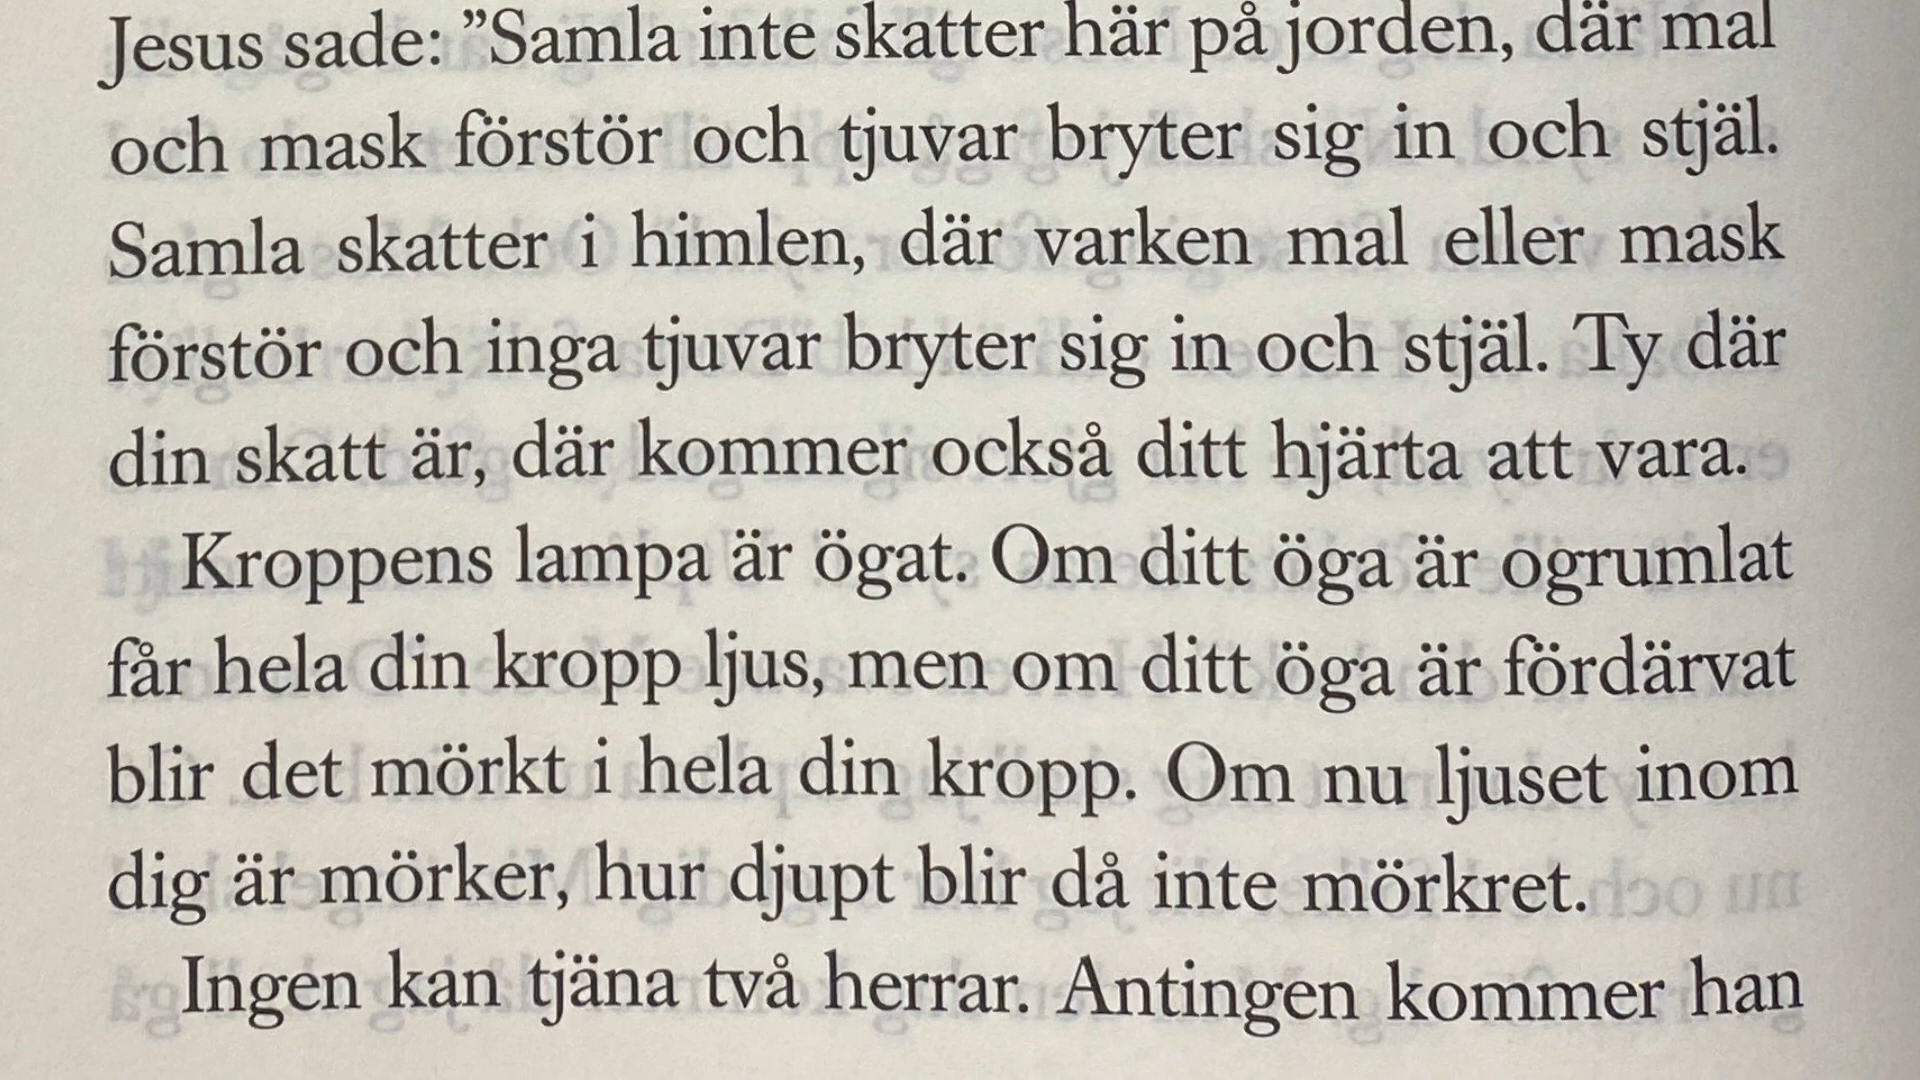 Jesus sade: ”Samla inte skatter här på jorden, där mal
och mask förstör och tjuvar bryter sig in och stjäl.
Samla skatter i himlen, där varken mal eller mask
förstör och inga tjuvar bryter sig in och stjäl. Ty där
din skatt är, där kommer också ditt hjärta att vara.
Kroppens lampa är ögat. Om ditt öga är ogrumlat
får hela din kropp ljus, men om ditt öga är fördärvat
blir det mörkt i hela din kropp. Om nu ljuset inom
dig är mörker, hur djupt blir då inte mörkret.
Ingen kan tjäna två herrar. Antingen kommer han